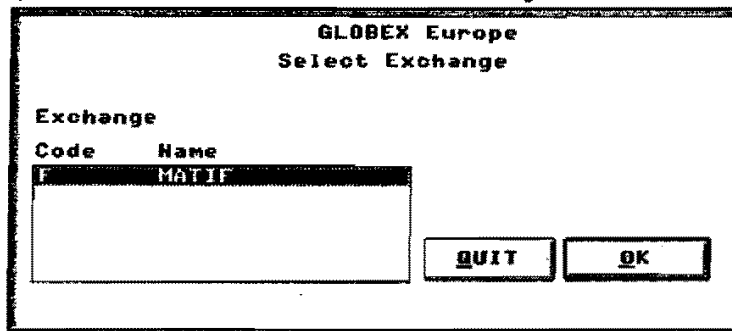 GLOBEX Europe
Select Exchange
Exchange
Code Name
F MATIF
QUIT OK